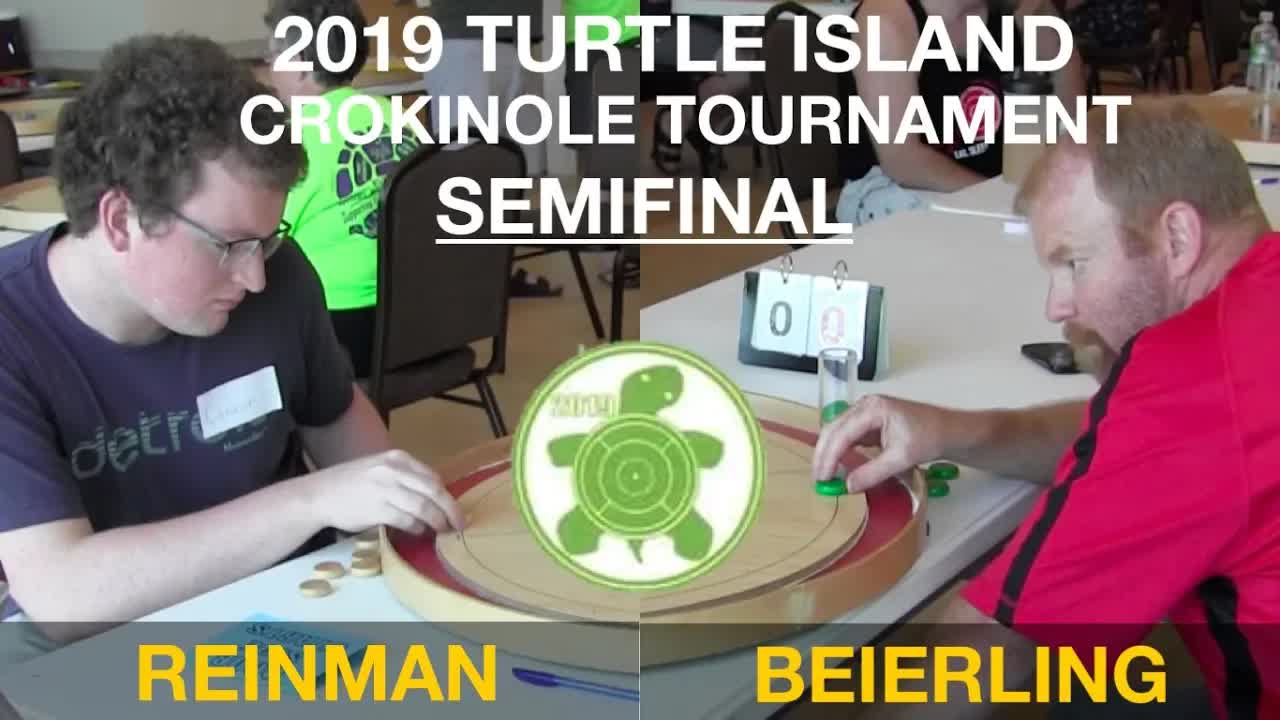 2019 TURTLE ISLAND
CROKINOLE TOURNAMENT
SEMIFINAL
0 0
2019
REINMAN
BEIERLING